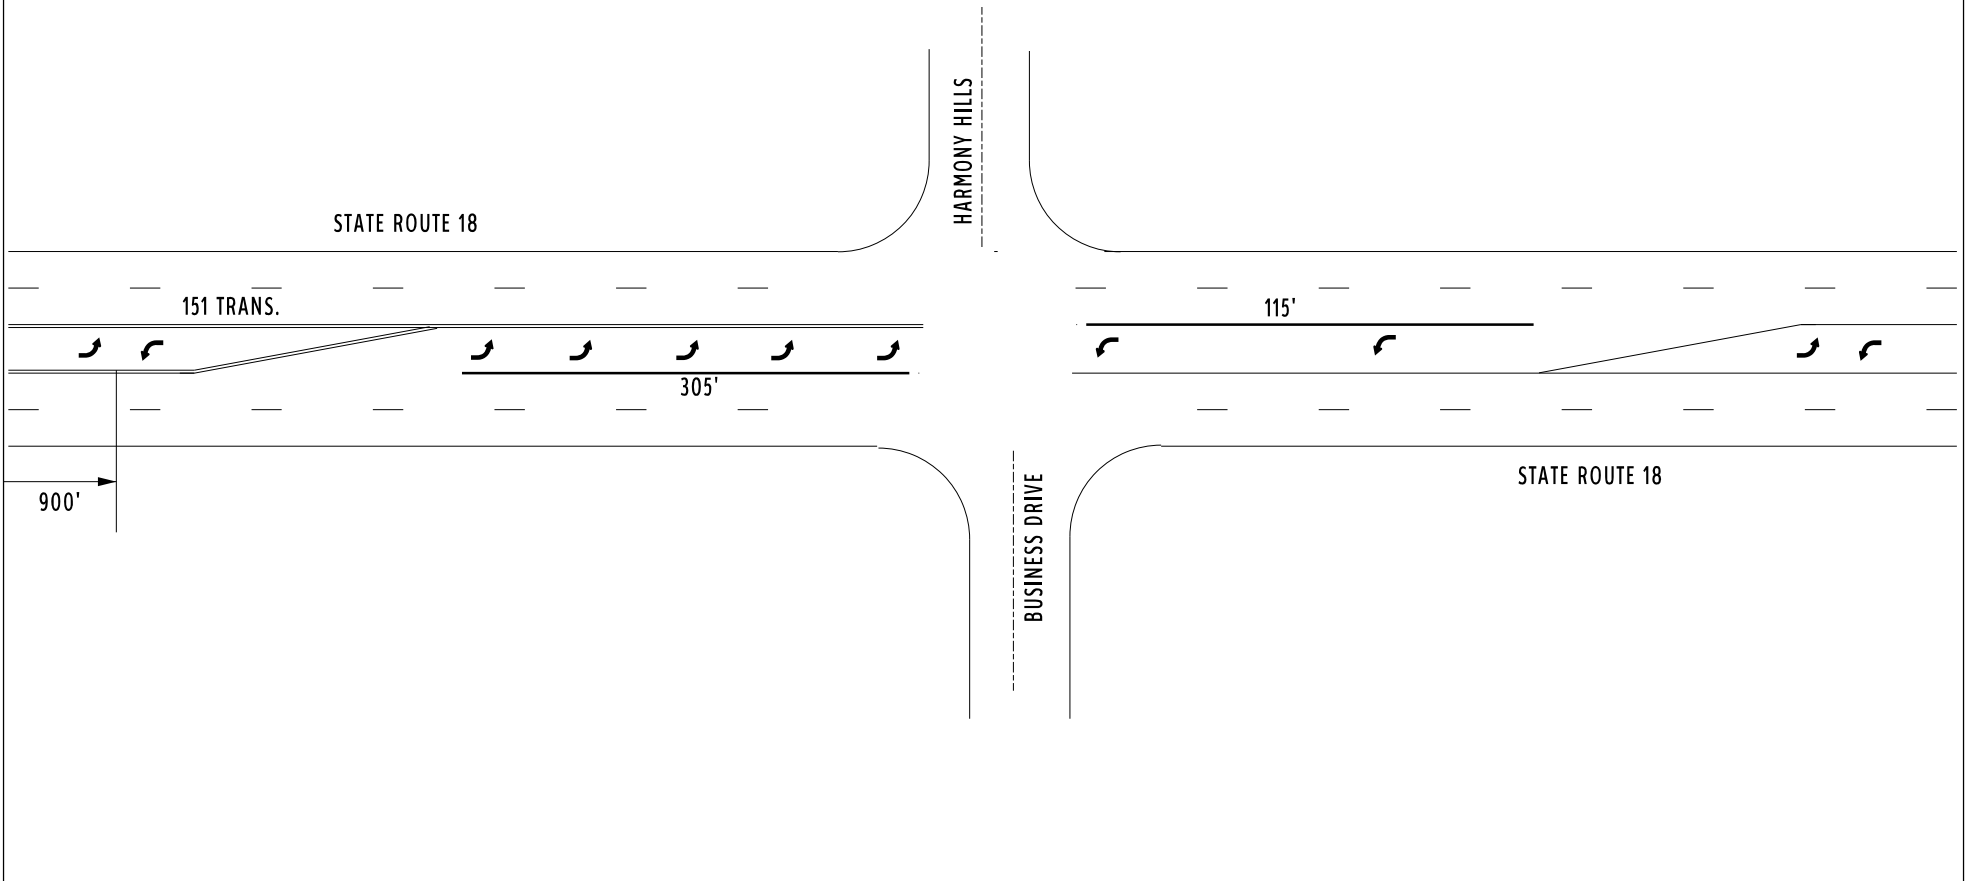 HARMONY HILLS
STATE ROUTE 18
151 TRANS.
115'
305'
STATE ROUTE 18
900'
BUSINESS DRIVE